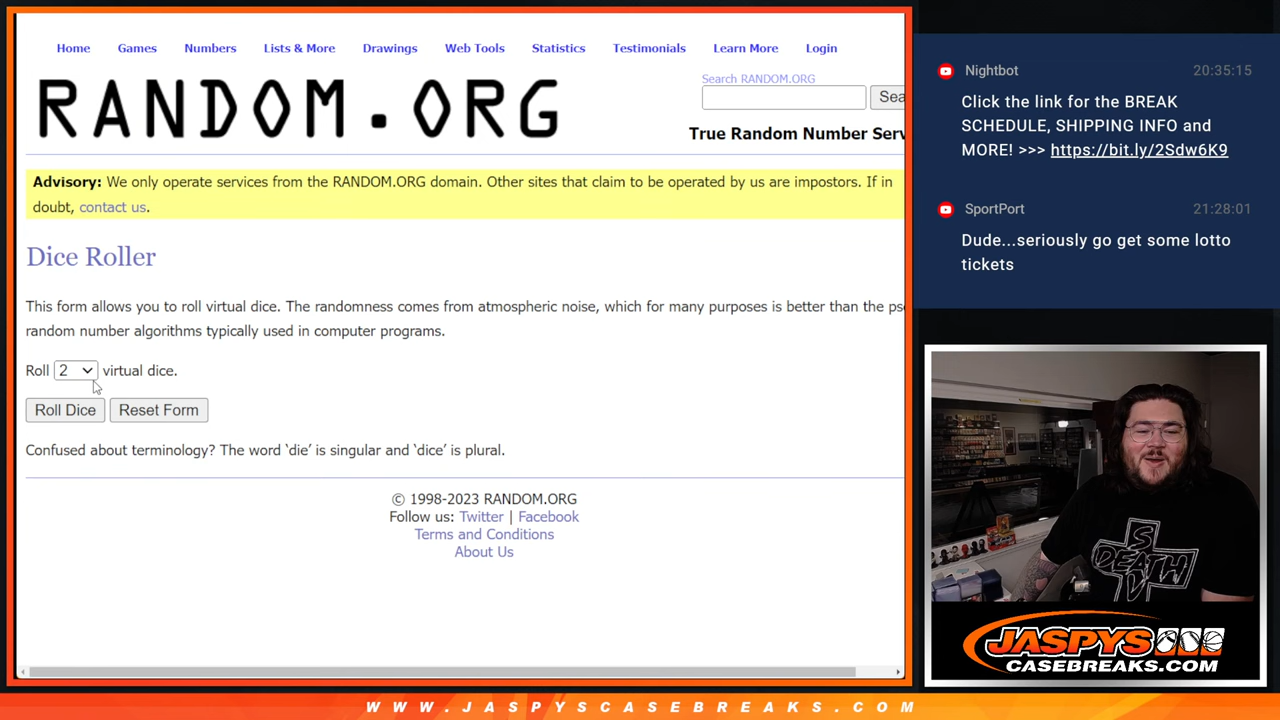 Home Games Numbers Lists & More Drawings Web Tools Statistics Testimonials Learn More Login
RANDOM.ORG
Search RANDOM.ORG
Sea
True Random Number Serv
Advisory: We only operate services from the RANDOM.ORG domain. Other sites that claim to be operated by us are impostors. If in
doubt, contact us.
Dice Roller
This form allows you to roll virtual dice. The randomness comes from atmospheric noise, which for many purposes is better than the pse
random number algorithms typically used in computer programs.
Roll 2 virtual dice.
Roll Dice Reset Form
Confused about terminology? The word ‘die’ is singular and ‘dice’ is plural.
© 1998-2023 RANDOM.ORG
Follow us: Twitter | Facebook
Terms and Conditions
About Us
Nightbot 20:35:15
Click the link for the BREAK
SCHEDULE, SHIPPING INFO and
MORE! >>> https://bit.ly/2Sdw6K9
SportPort 21:28:01
Dude...seriously go get some lotto
tickets
DEATH
JASPYS
CASEBREAKS.COM
WWW.JASPYSCASEBREAKS.COM